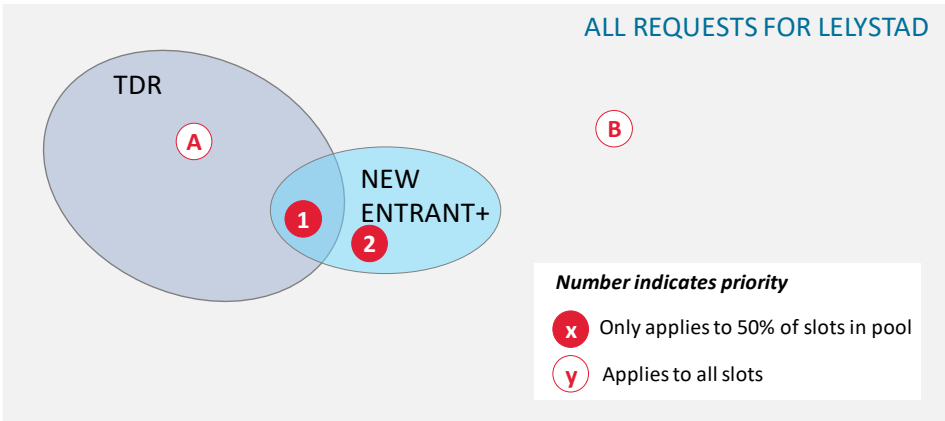 ALL REQUESTS FOR LELYSTAD
TDR
A
B
NEW
ENTRANT+
1
2
Number indicates priority
x Only applies to 50% of slots in pool
y Applies to all slots